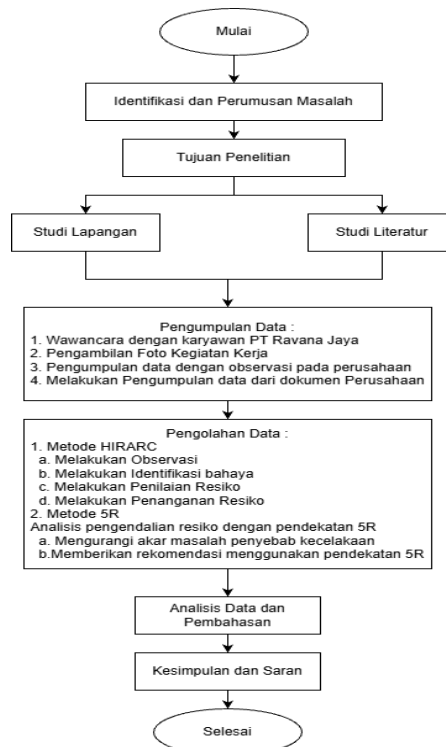 Mulai
Identifikasi dan Perumusan Masalah
Tujuan Penelitian
Studi Lapangan
Studi Literatur
Pengumpulan Data :
1. Wawancara dengan karyawan PT Ravana Jaya
2. Pengambilan Foto Kegiatan Kerja
3. Pengumpulan data dengan observasi pada perusahaan
4. Melakukan Pengumpulan data dari dokumen Perusahaan
Pengolahan Data :
1. Metode HIRARC
a. Melakukan Observasi
b. Melakukan Identifikasi bahaya
c. Melakukan Penilaian Resiko
d. Melakukan Penanganan Resiko
2. Metode 5R
Analisis pengendalian resiko dengan pendekatan 5R
a. Mengurangi akar masalah penyebab kecelakaan
b.Memberikan rekomendasi menggunakan pendekatan 5R
Analisis Data dan
Pembahasan
Kesimpulan dan Saran
Selesai